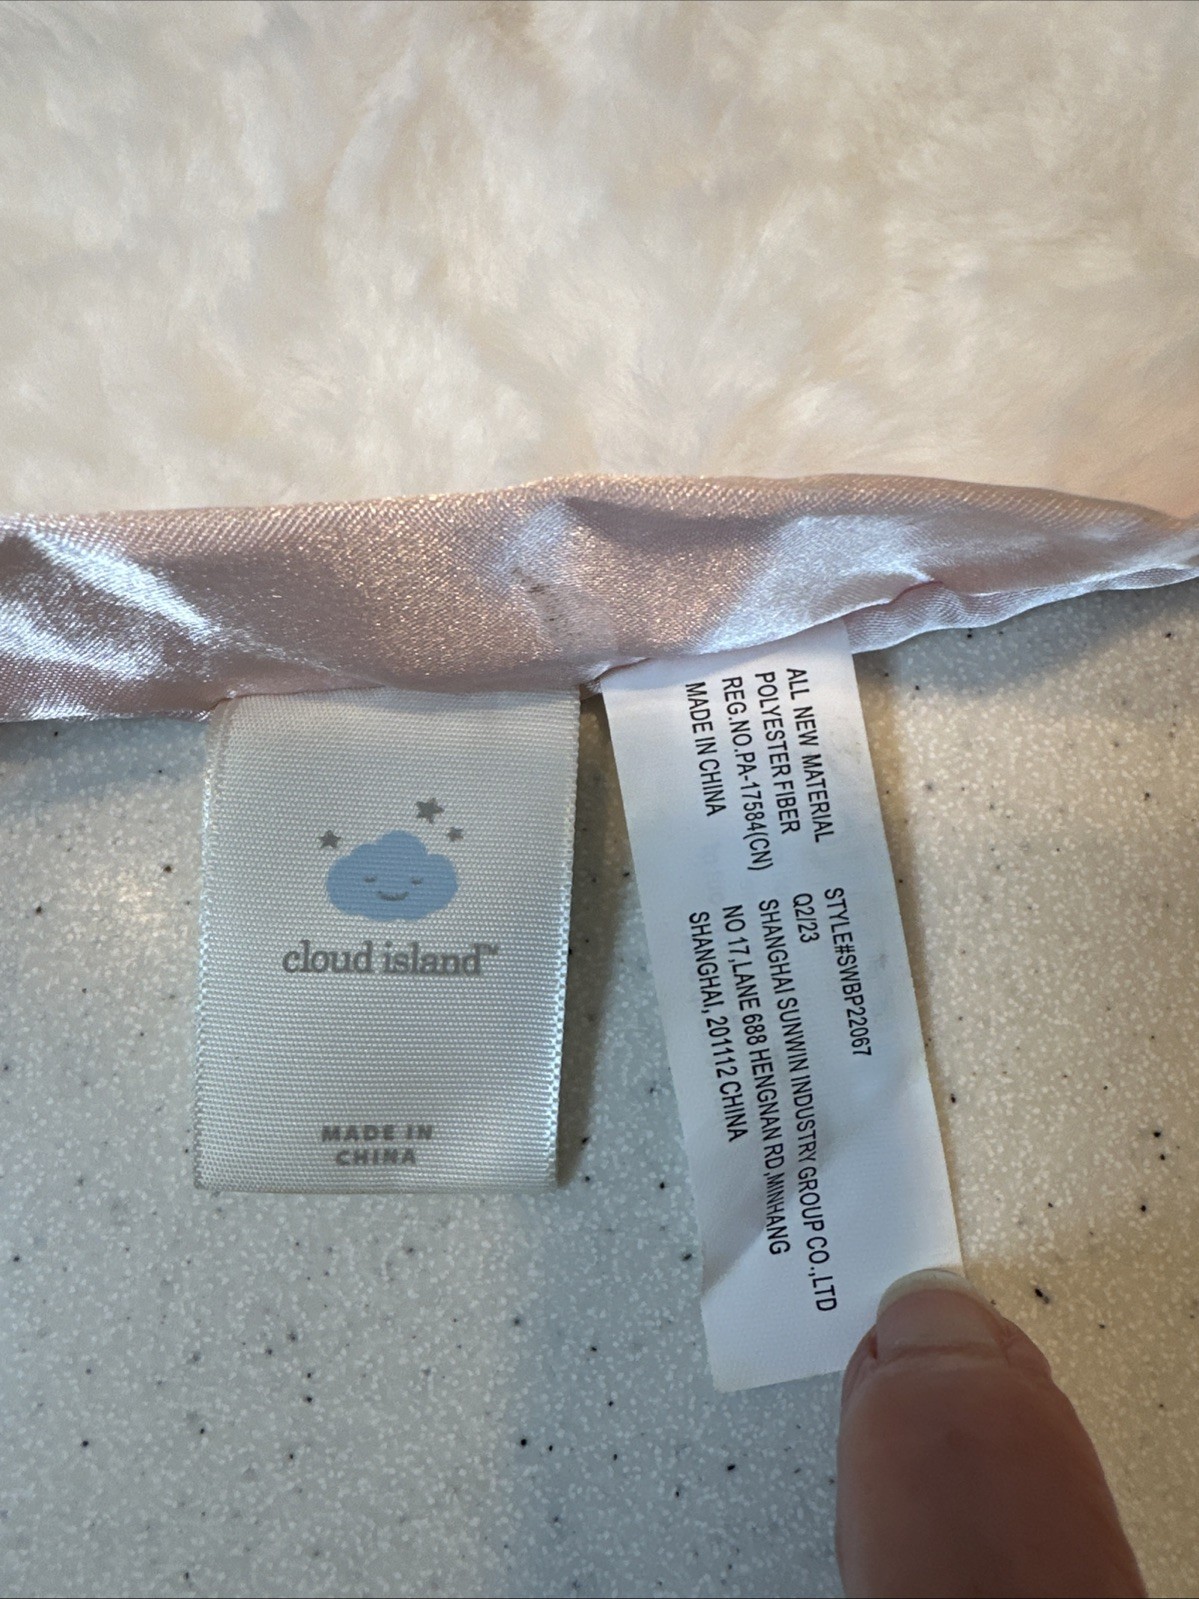 cloud island™
MADE IN
CHINA
ALL NEW MATERIAL
POLYESTER FIBER
REG.NO.PA-17584(CN)
MADE IN CHINA
STYLE#SWBP22067
Q2/23
SHANGHAI SUNWIN INDUSTRY GROUP CO.,LTD
NO 17,LANE 688 HENGNAN RD,MINHANG
SHANGHAI, 201112 CHINA